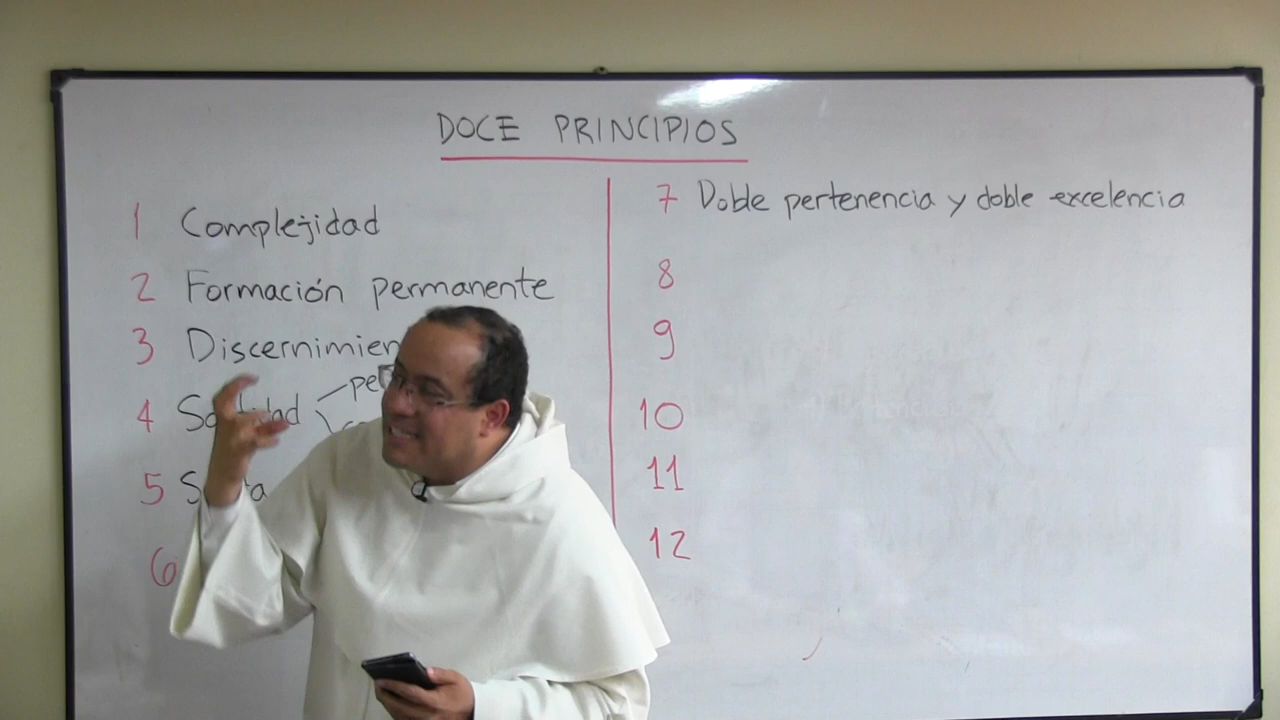 DOCE PRINCIPIOS
1 Complejidad
2 Formación permanente
3 Discernimien
4
5
6
7 Doble pertenencia y doble excelencia
8
9
10
11
12